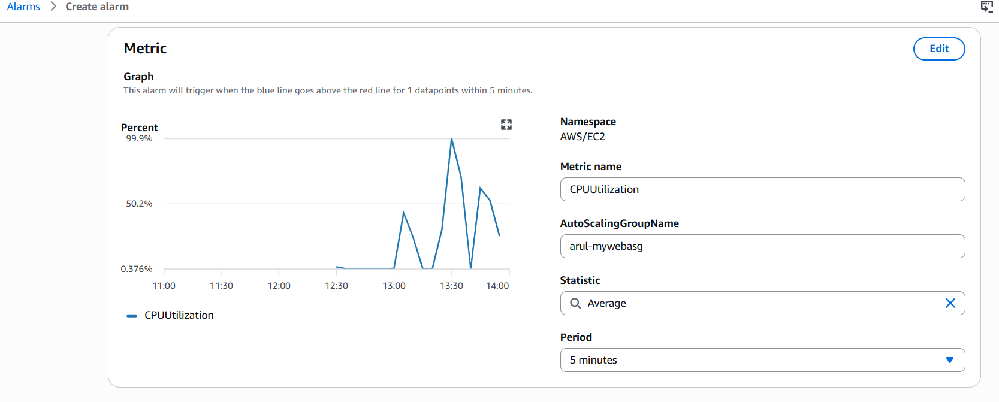 Alarms > Create alarm
Metric
Edit
Graph
This alarm will trigger when the blue line goes above the red line for 1 datapoints within 5 minutes.
Percent
99.9%
50.2%
0.376%
11:00 11:30 12:00 12:30 13:00 13:30 14:00
CPUUtilization
Namespace
AWS/EC2
Metric name
CPUUtilization
AutoScalingGroupName
arul-mywebasg
Statistic
Average
Period
5 minutes